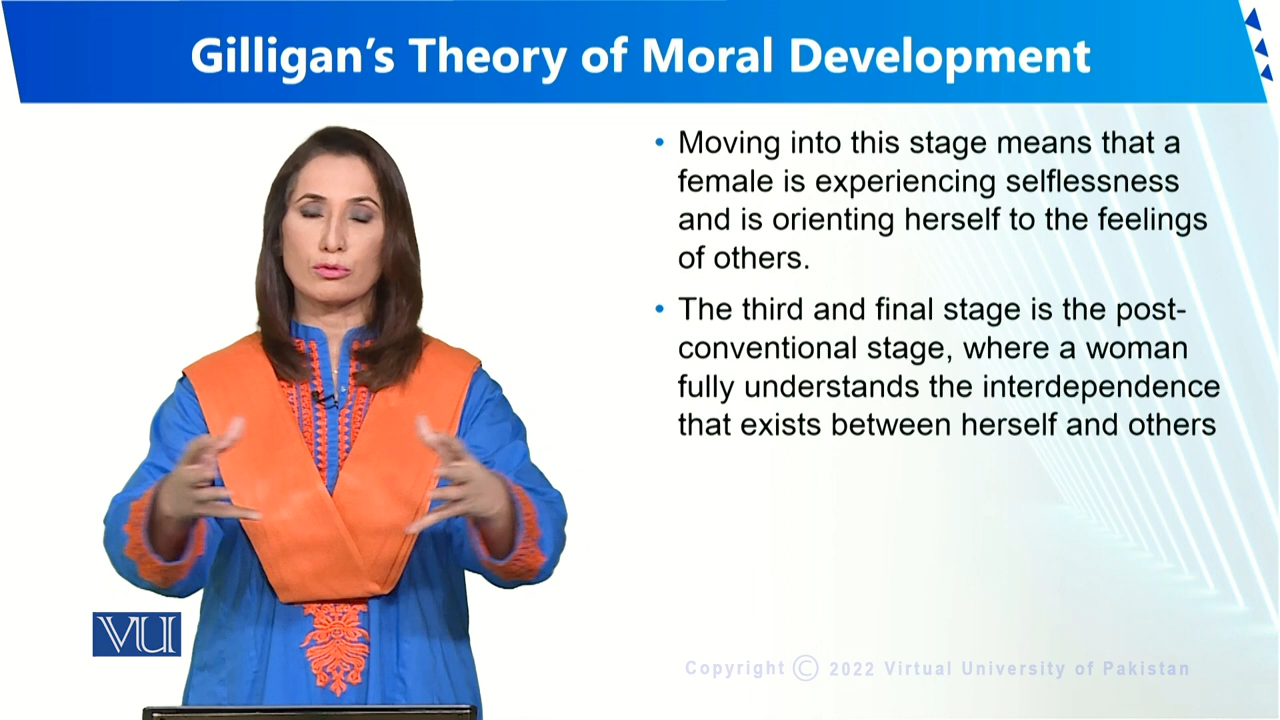 Gilligan’s Theory of Moral Development
• Moving into this stage means that a
female is experiencing selflessness
and is orienting herself to the feelings
of others.
• The third and final stage is the post-
conventional stage, where a woman
fully understands the interdependence
that exists between herself and others
VU
Copyright © 2022 Virtual University of Pakistan